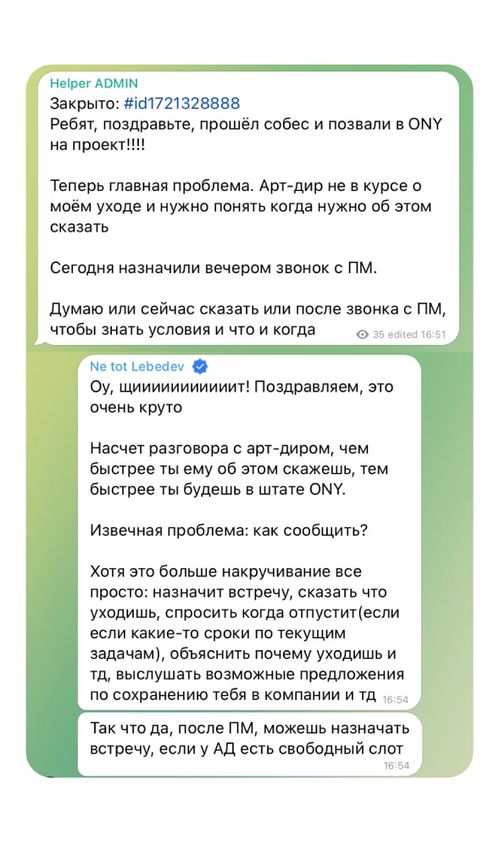 Helper ADMIN
Закрыто: #id1721328888
Ребят, поздравьте, прошёл собес и позвали в ONY
на проект!!!!
Теперь главная проблема. Арт-дир не в курсе о
моём уходе и нужно понять когда нужно об этом
сказать
Сегодня назначили вечером звонок с ПМ.
Думаю или сейчас сказать или после звонка с ПМ,
чтобы знать условия и что и когда
35 edited 16:51
Ne tot Lebedev
Оу, щииииииииииит! Поздравляем, это
очень круто
Насчет разговора с арт-диром, чем
быстрее ты ему об этом скажешь, тем
быстрее ты будешь в штате ONY.
Извечная проблема: как сообщить?
Хотя это больше накручивание все
просто: назначит встречу, сказать что
уходишь, спросить когда отпустит(если
если какие-то сроки по текущим
задачам), объяснить почему уходишь и
тд, выслушать возможные предложения
по сохранению тебя в компании и тд 16:54
Так что да, после ПМ, можешь назначать
встречу, если у АД есть свободный слот
16:54